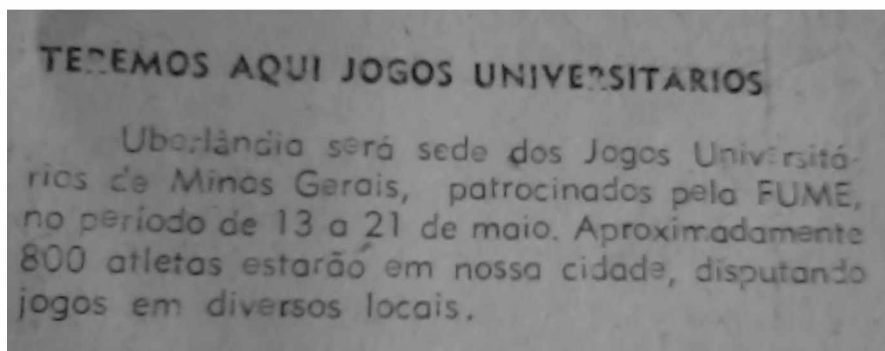 TEREMOS AQUI JOGOS UNIVERSITÁRIOS
Uberlândia será sede dos Jogos Universitá-
rios de Minas Gerais, patrocinados pela FUME,
no período de 13 a 21 de maio. Aproximadamente
800 atletas estarão em nossa cidade, disputando
jogos em diversos locais.